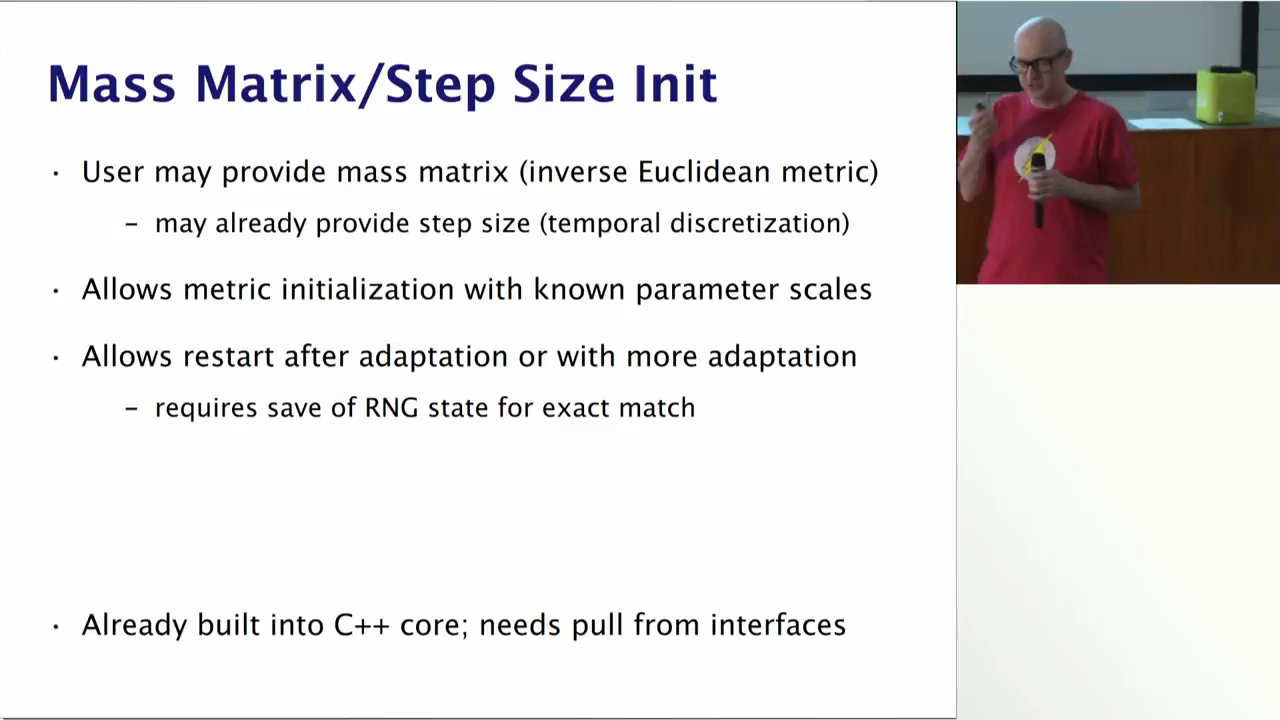 Mass Matrix/Step Size Init
· User may provide mass matrix (inverse Euclidean metric)
– may already provide step size (temporal discretization)
· Allows metric initialization with known parameter scales
· Allows restart after adaptation or with more adaptation
– requires save of RNG state for exact match
· Already built into C++ core; needs pull from interfaces